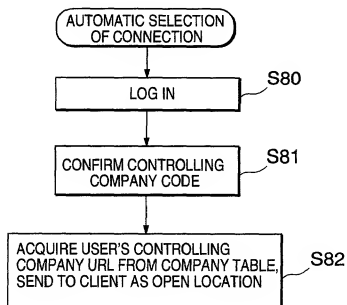 AUTOMATIC SELECTION
OF CONNECTION
LOG IN
S80
CONFIRM CONTROLLING
COMPANY CODE
S81
ACQUIRE USER'S CONTROLLING
COMPANY URL FROM COMPANY TABLE,
SEND TO CLIENT AS OPEN LOCATION
S82